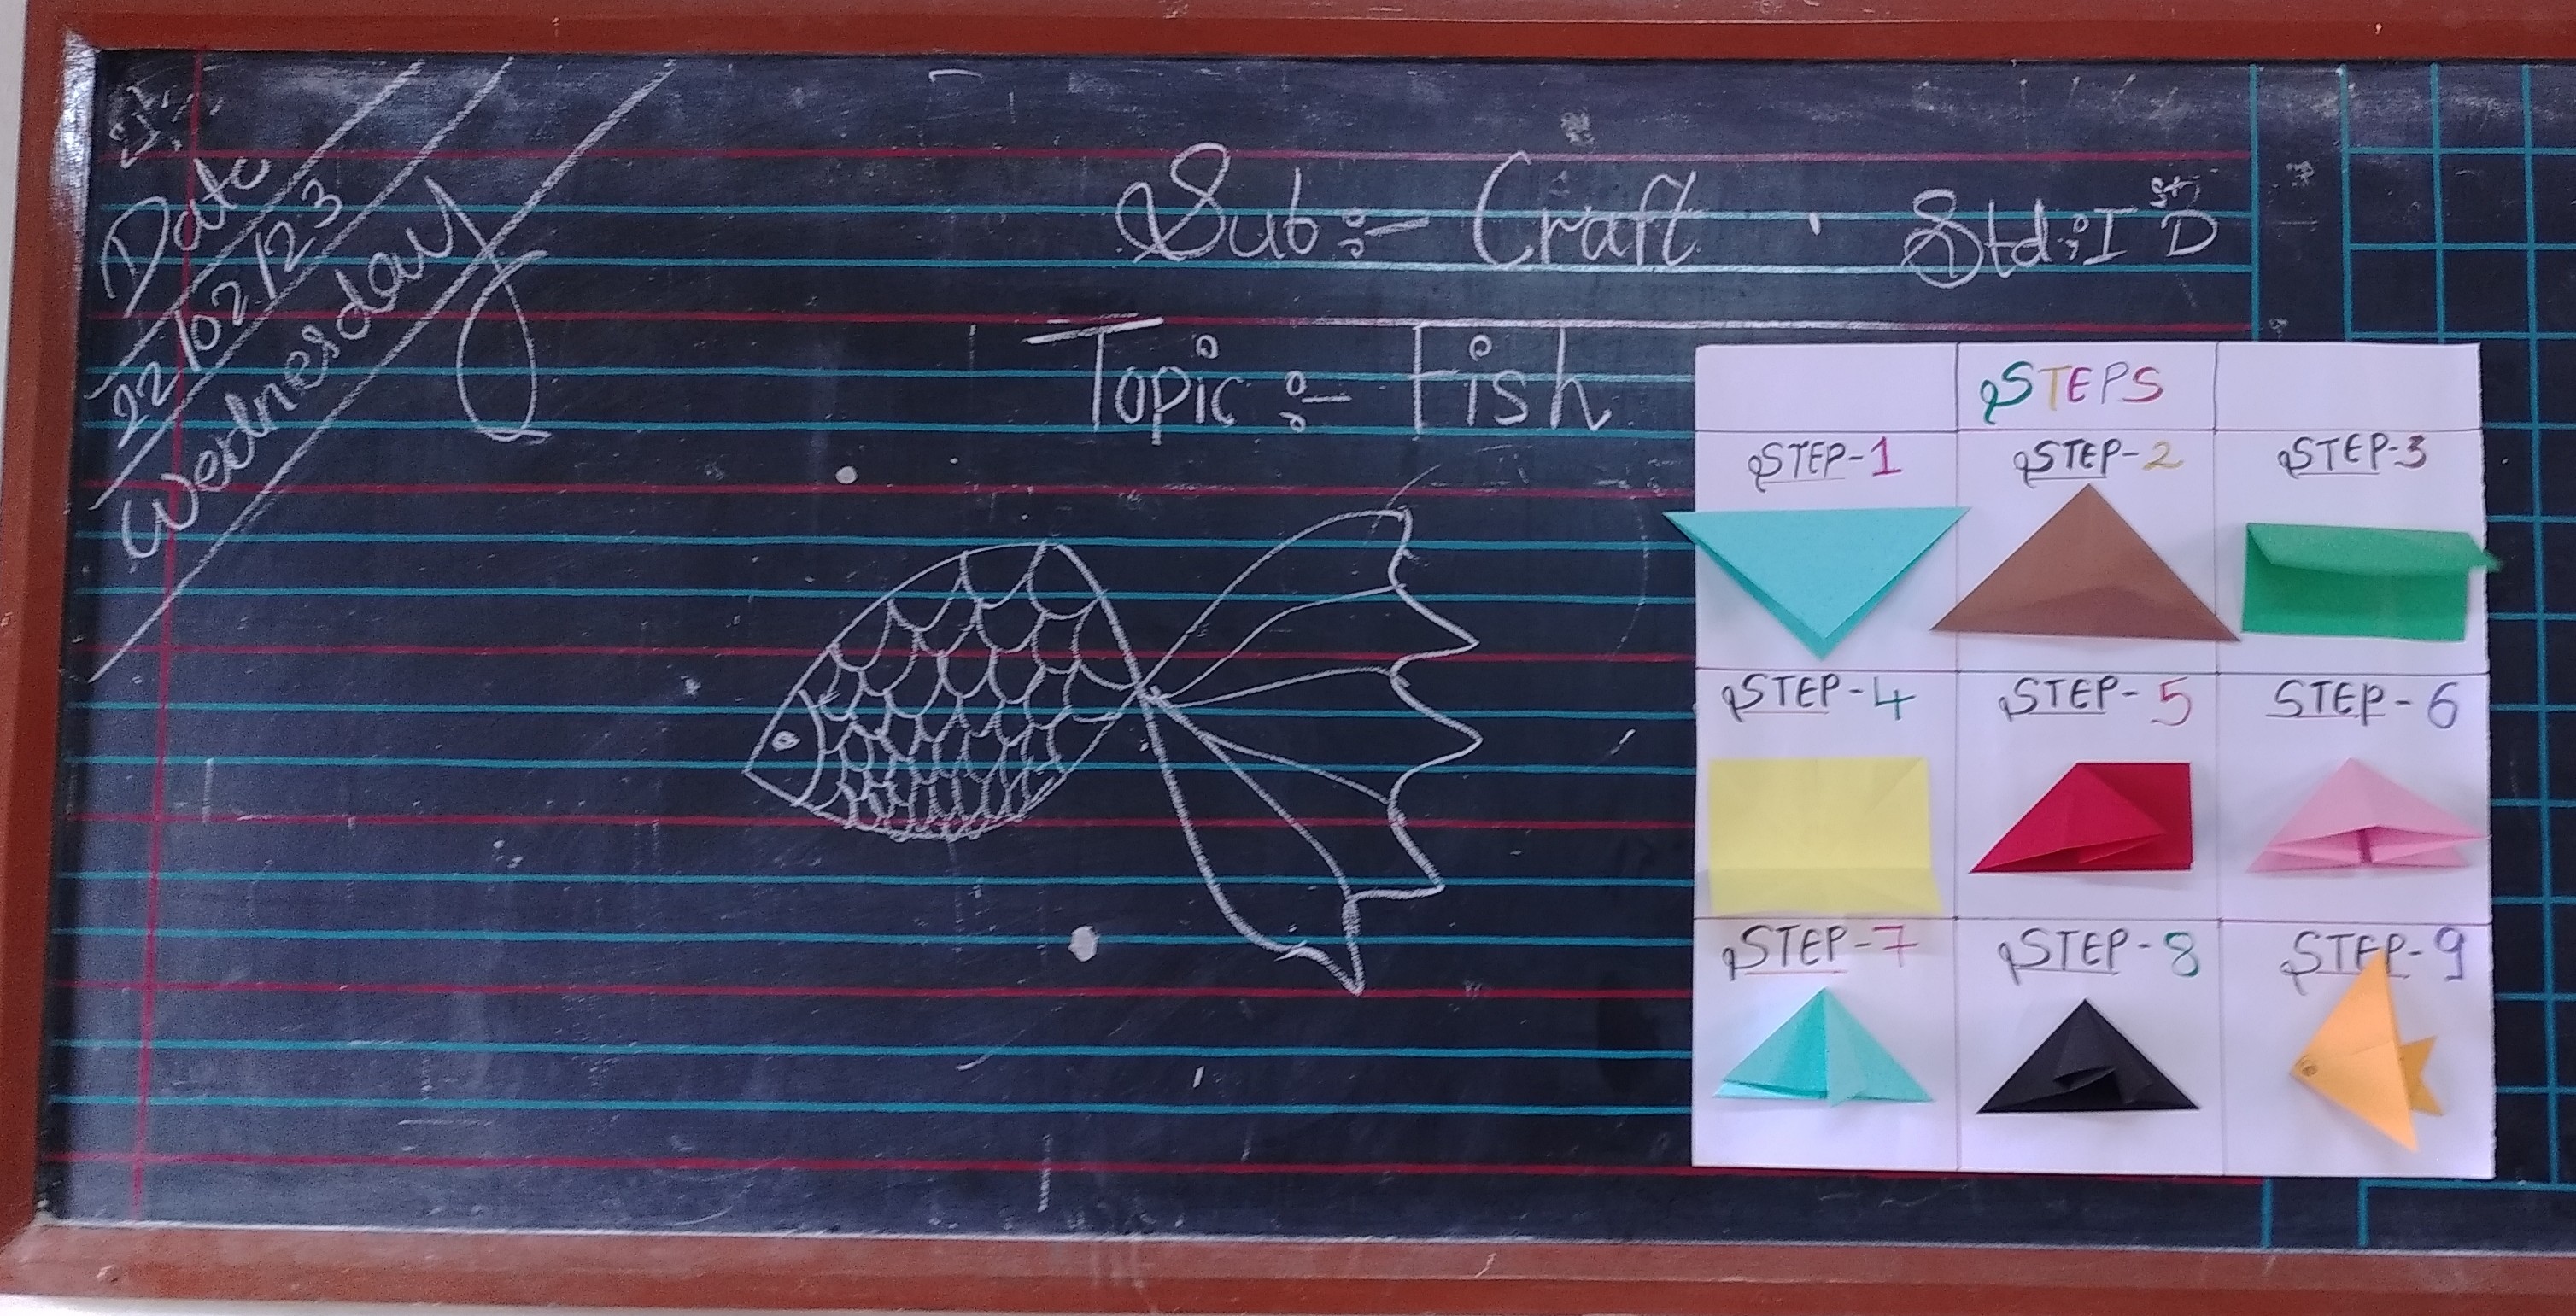 Date
22/02/23
Wednesday
Sub:- Craft
Std: I st D
Topic :- Fish
STEPS
STEP-1
STEP-2
STEP-3
STEP-4
STEP-5
STEP-6
STEP-7
STEP-8
STEP-9